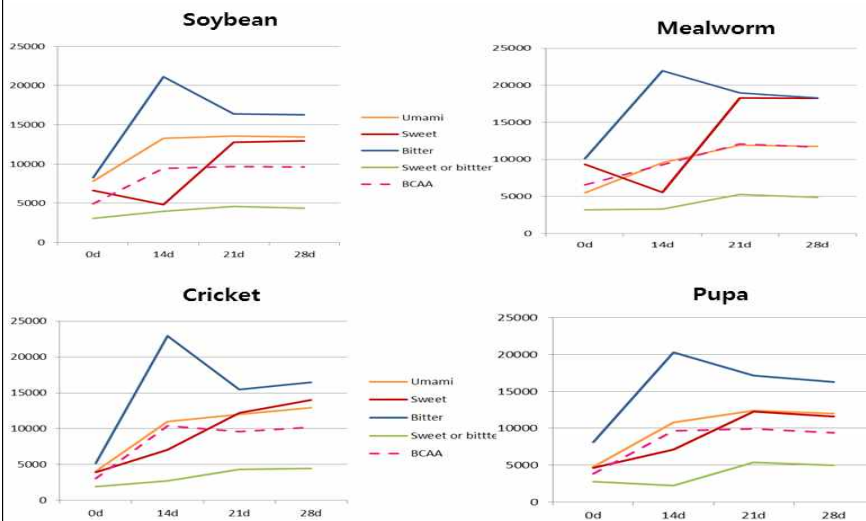 Soybean
25000
20000
15000
10000
5000
0
0d 14d 21d 28d
Umami
Sweet
Bitter
Sweet or bittter
BCAA
Mealworm
25000
20000
15000
10000
5000
0
0d 14d 21d 28d
Cricket
25000
20000
15000
10000
5000
0
0d 14d 21d 28d
Umami
Sweet
Bitter
Sweet or bittte
BCAA
Pupa
25000
20000
15000
10000
5000
0
0d 14d 21d 28d